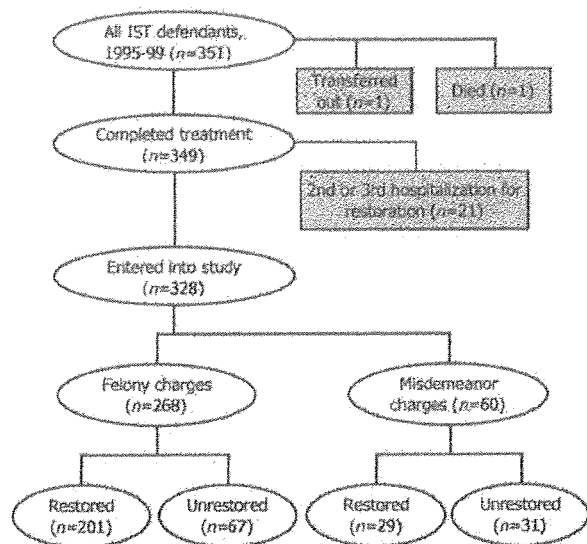 All IST defendants,
1995-99 (n=351)
Transferred
out (n=1)
Died (n=1)
Completed treatment
(n=349)
2nd or 3rd hospitalization for
restoration (n=21)
Entered into study
(n=328)
Felony charges
(n=268)
Misdemeanor
charges (n=60)
Restored
(n=201)
Unrestored
(n=67)
Restored
(n=29)
Unrestored
(n=31)